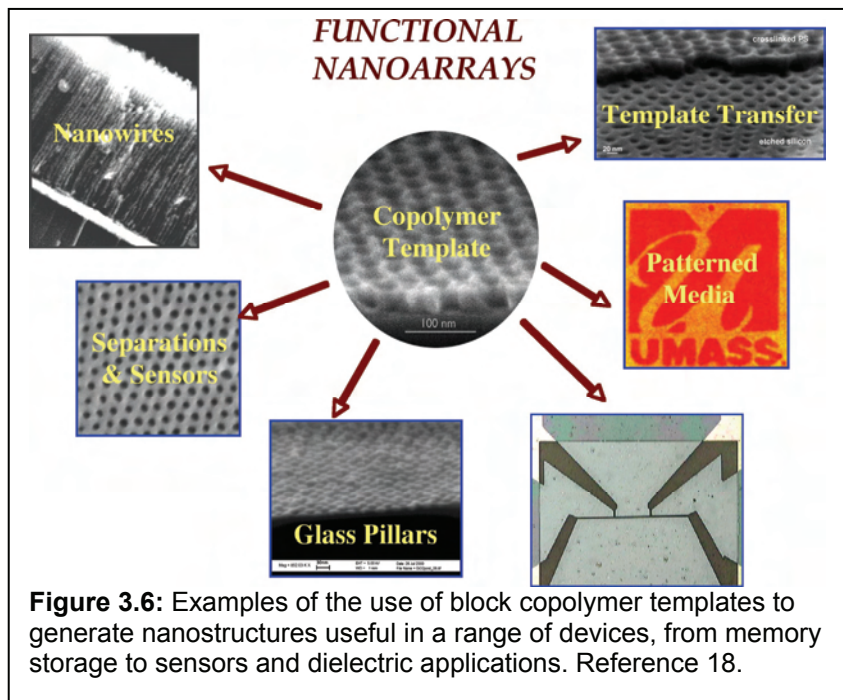 FUNCTIONAL
NANOARRAYS
Nanowires
crosslinked PS
Template Transfer
20 nm
etched silicon
Copolymer
Template
100 nm
Patterned
Media
UMASS
Separations
& Sensors
Glass Pillars
Figure 3.6: Examples of the use of block copolymer templates to
generate nanostructures useful in a range of devices, from memory
storage to sensors and dielectric applications. Reference 18.